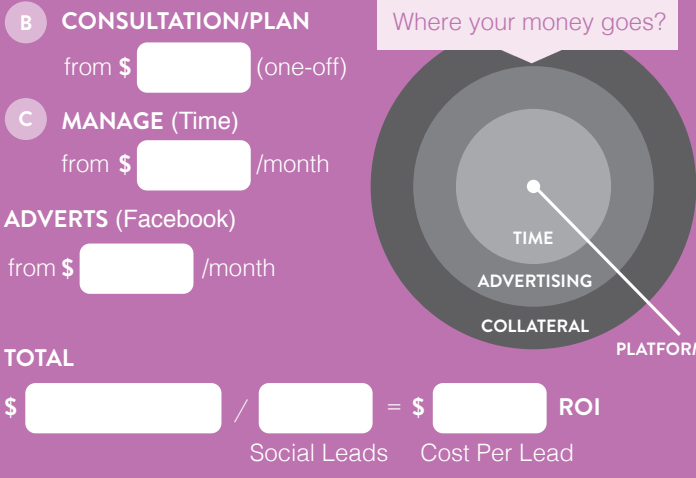 B CONSULTATION/PLAN
from $ (one-off)
C MANAGE (Time)
from $ /month
ADVERTS (Facebook)
from $ /month
Where your money goes?
TIME
ADVERTISING
COLLATERAL
TOTAL
$ / = $ ROI
Social Leads Cost Per Lead